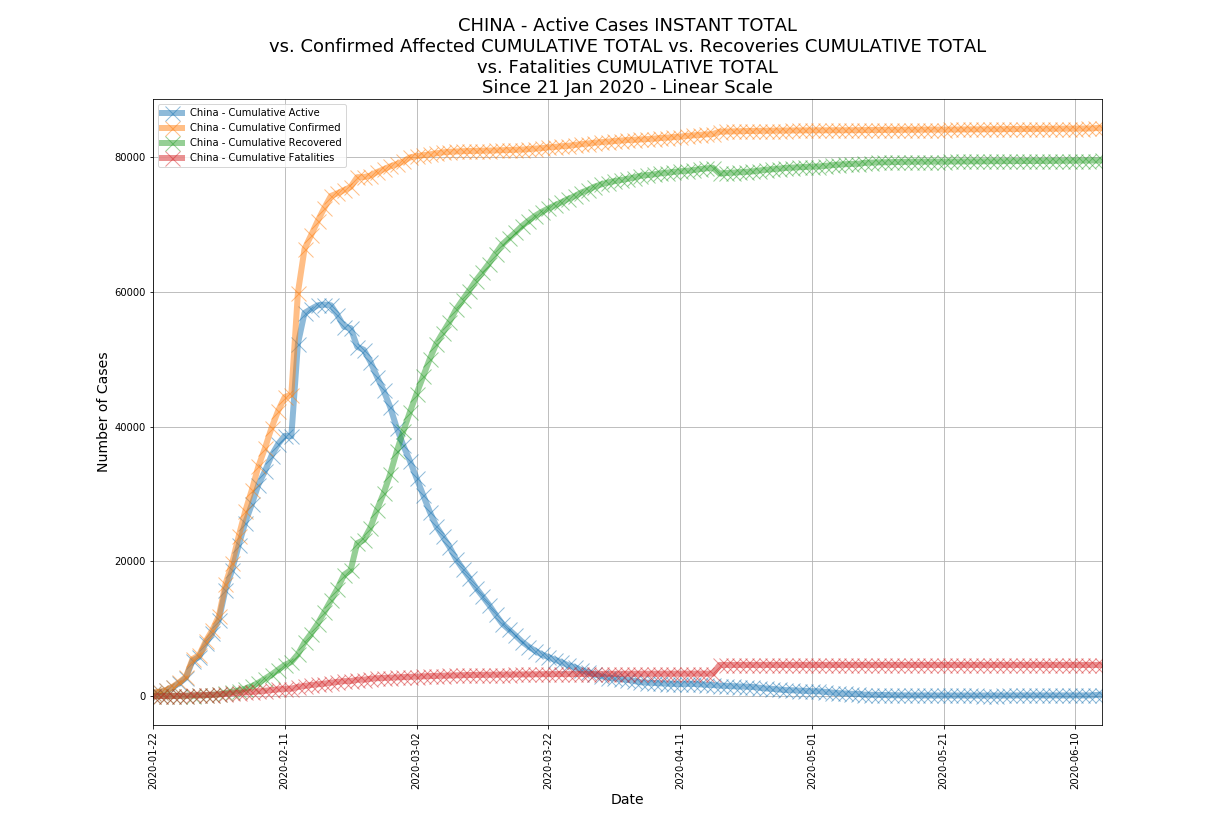 CHINA - Active Cases INSTANT TOTAL
vs. Confirmed Affected CUMULATIVE TOTAL vs. Recoveries CUMULATIVE TOTAL
vs. Fatalities CUMULATIVE TOTAL
Since 21 Jan 2020 - Linear Scale
China - Cumulative Active
China - Cumulative Confirmed
China - Cumulative Recovered
China - Cumulative Fatalities
Number of Cases
80000
60000
40000
20000
0
2020-01-22
2020-02-11
2020-03-02
2020-03-22
2020-04-11
2020-05-01
2020-05-21
2020-06-10
Date